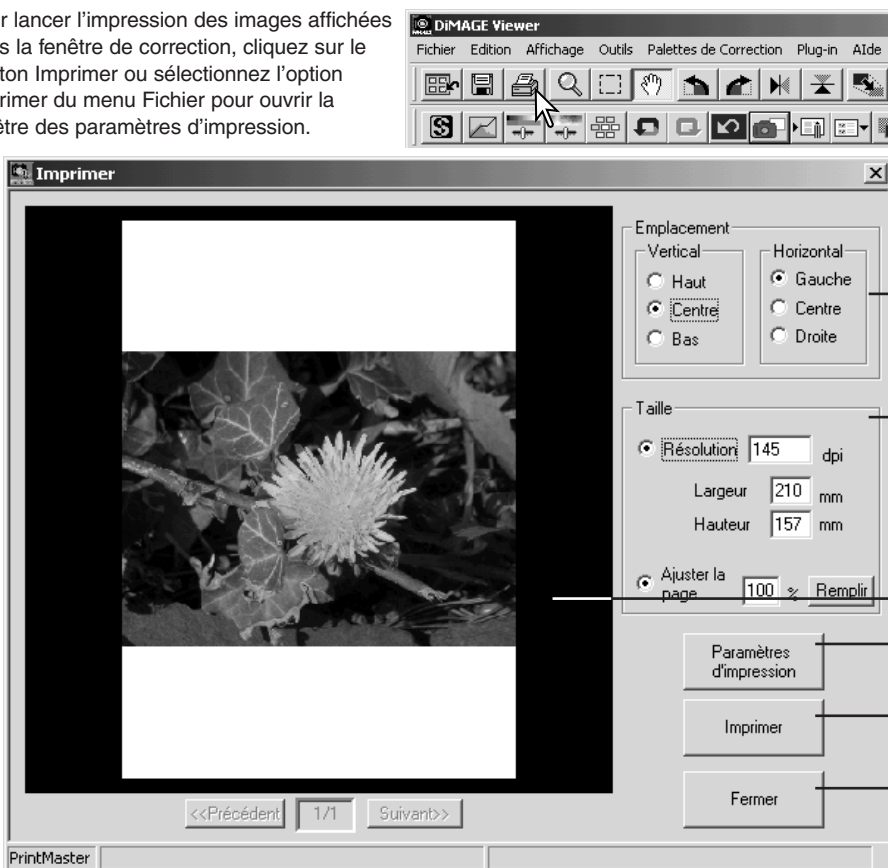 r lancer l'impression des images affichées
s la fenêtre de correction, cliquez sur le
ton Imprimer ou sélectionnez l'option
rimer du menu Fichier pour ouvrir la
être des paramètres d'impression.
DiMAGE Viewer
Fichier Edition Affichage Outils Palettes de Correction Plug-in AIde
Imprimer
Emplacement
Vertical
Haut
Centre
Bas
Horizontal
Gauche
Centre
Droite
Taille
Résolution 145 dpi
Largeur 210 mm
Hauteur 157 mm
Ajuster la
page 100 % Remplir
Paramètres
d'impression
Imprimer
Fermer
<<Précédent 1/1 Suivant>>
PrintMaster